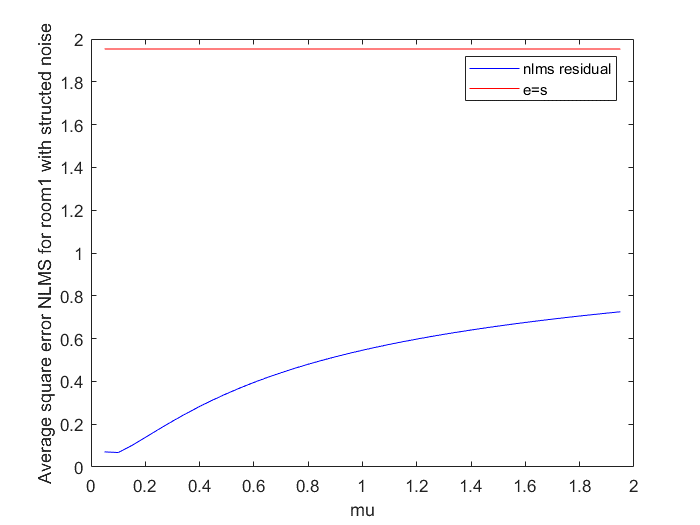 Average square error NLMS for room1 with structed noise
2
1.8
1.6
1.4
1.2
1
0.8
0.6
0.4
0.2
0
nlms residual
e=s
0 0.2 0.4 0.6 0.8 1 1.2 1.4 1.6 1.8 2
mu